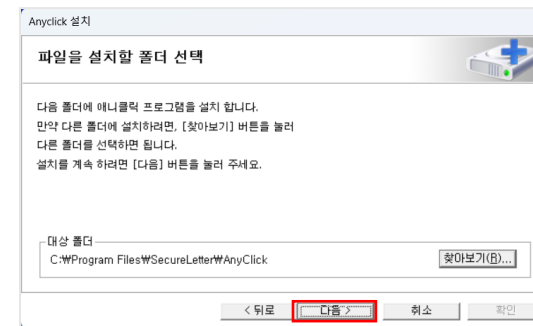 Anyclick 설치
파일을 설치할 폴더 선택
다음 폴더에 애니클릭 프로그램을 설치 합니다.
만약 다른 폴더에 설치하려면, [찾아보기] 버튼을 눌러
다른 폴더를 선택하면 됩니다.
설치를 계속 하려면 [다음] 버튼을 눌러 주세요.
대상 폴더
C:₩Program Files₩SecureLetter₩AnyClick
찾아보기(R)...
< 뒤로 다음 > 취소 확인